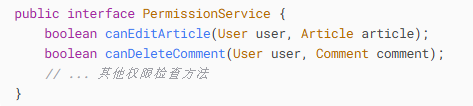 public interface PermissionService {
    boolean canEditArticle(User user, Article article);
    boolean canDeleteComment(User user, Comment comment);
    // ... 其他权限检查方法
}